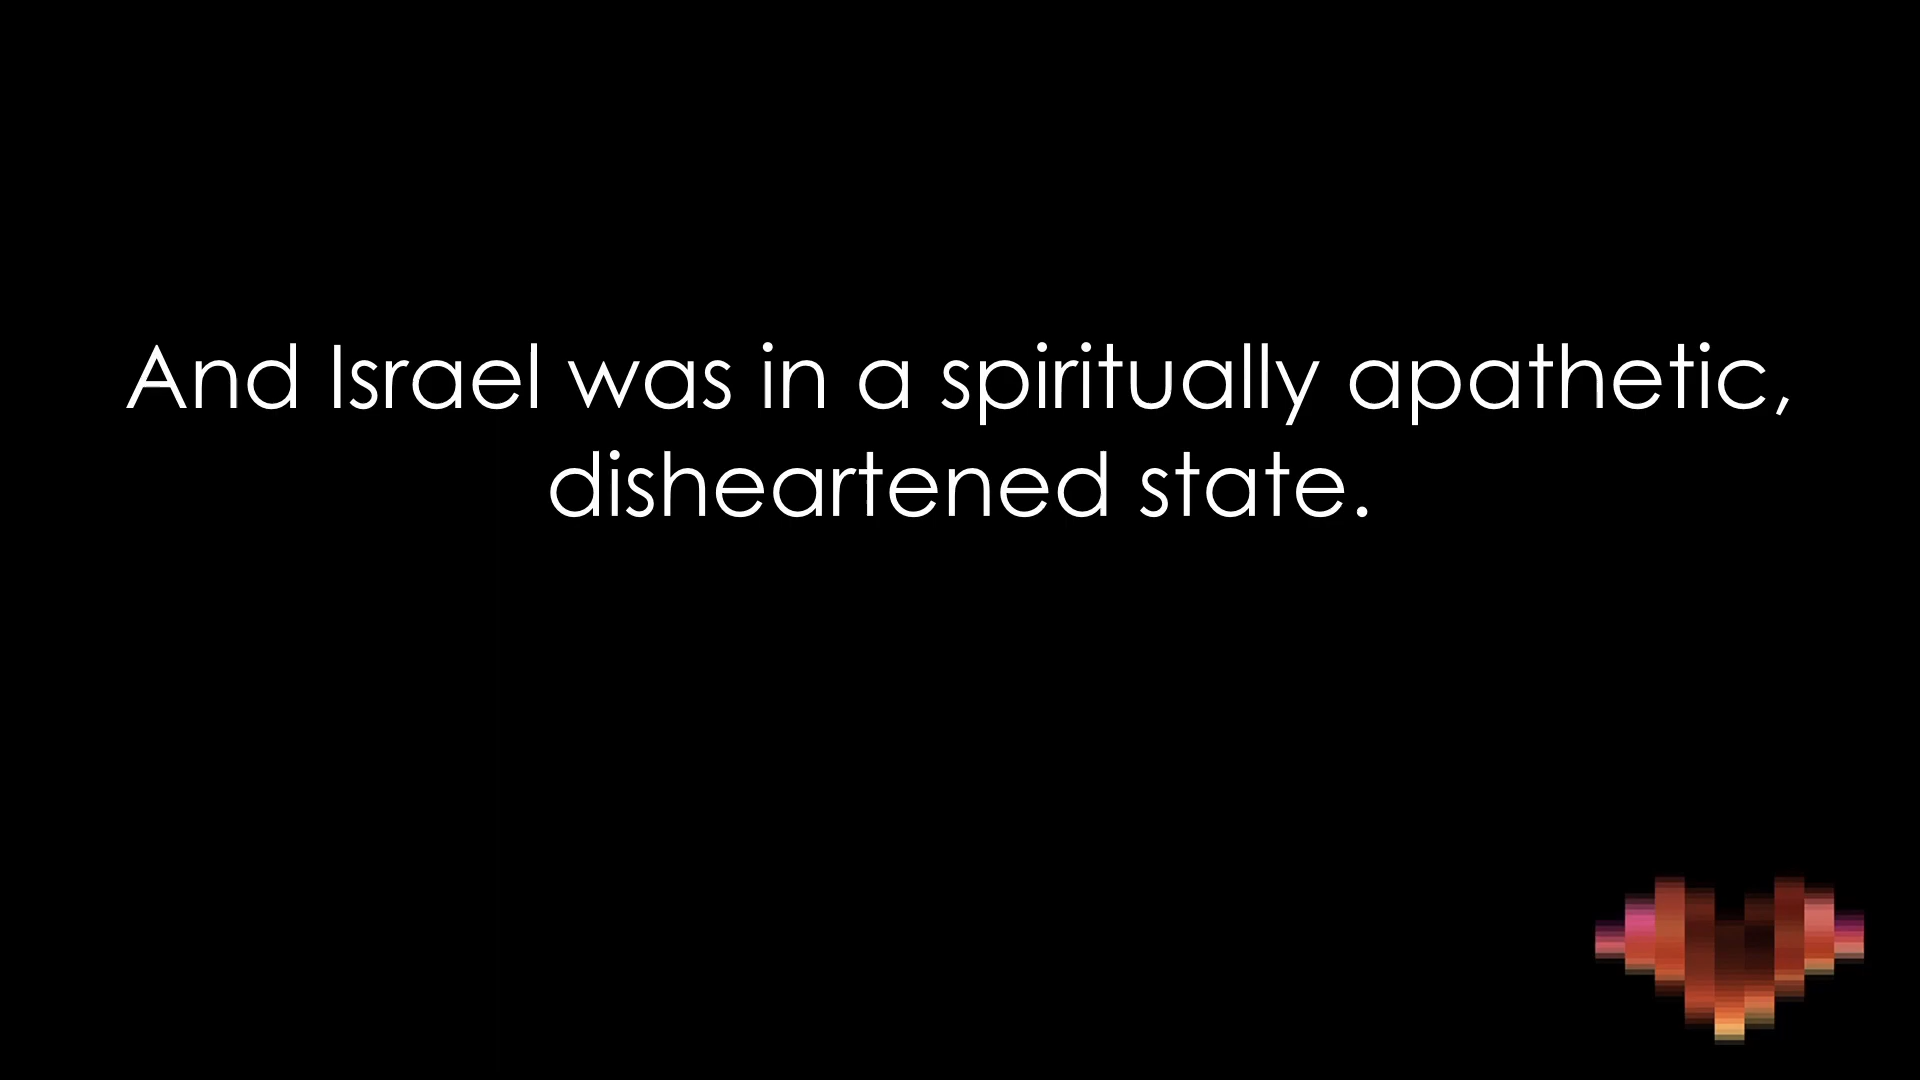 And Israel was in a spiritually apathetic,
disheartened state.